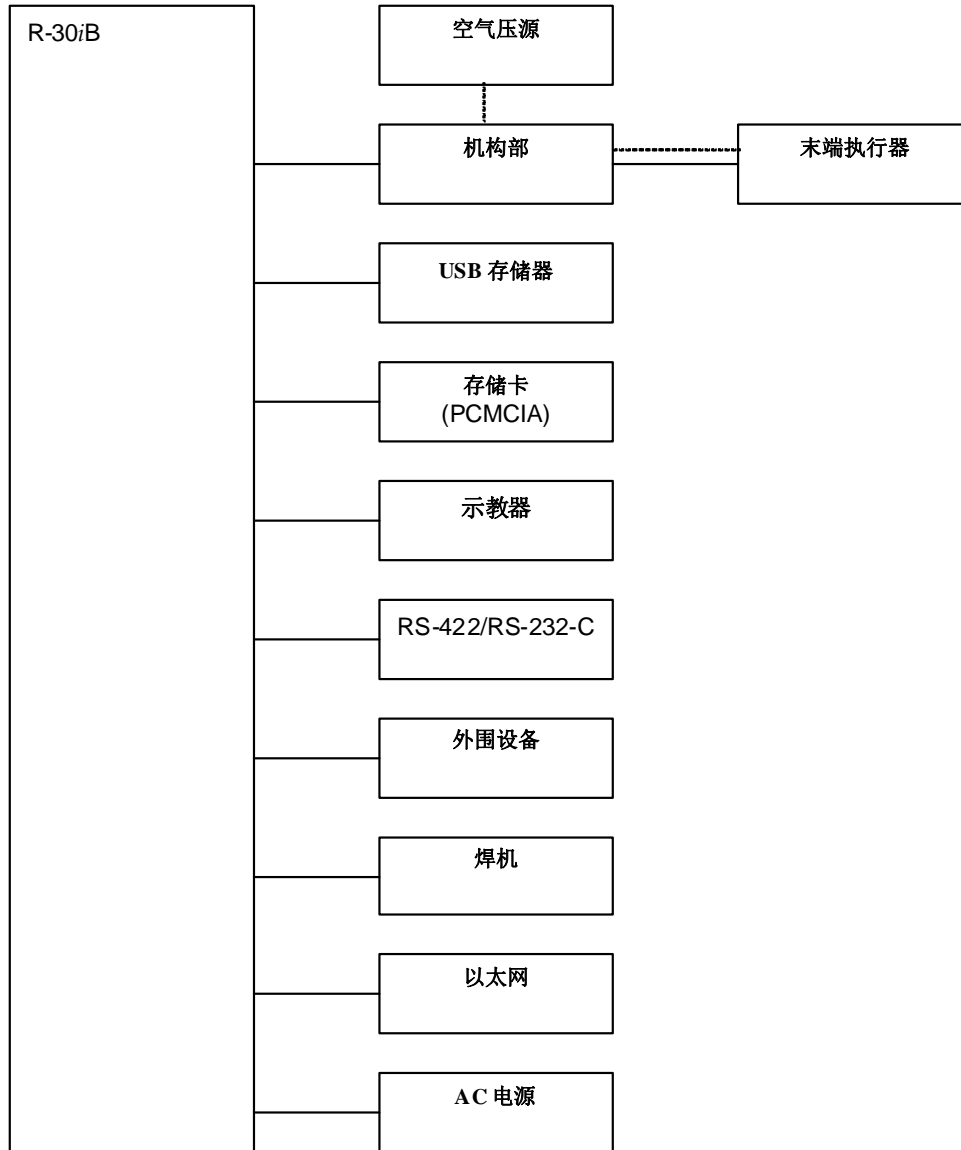 R-30iB
空气压源
机构部
末端执行器
USB 存储器
存储卡
(PCMCIA)
示教器
RS-422/RS-232-C
外围设备
焊机
以太网
AC 电源